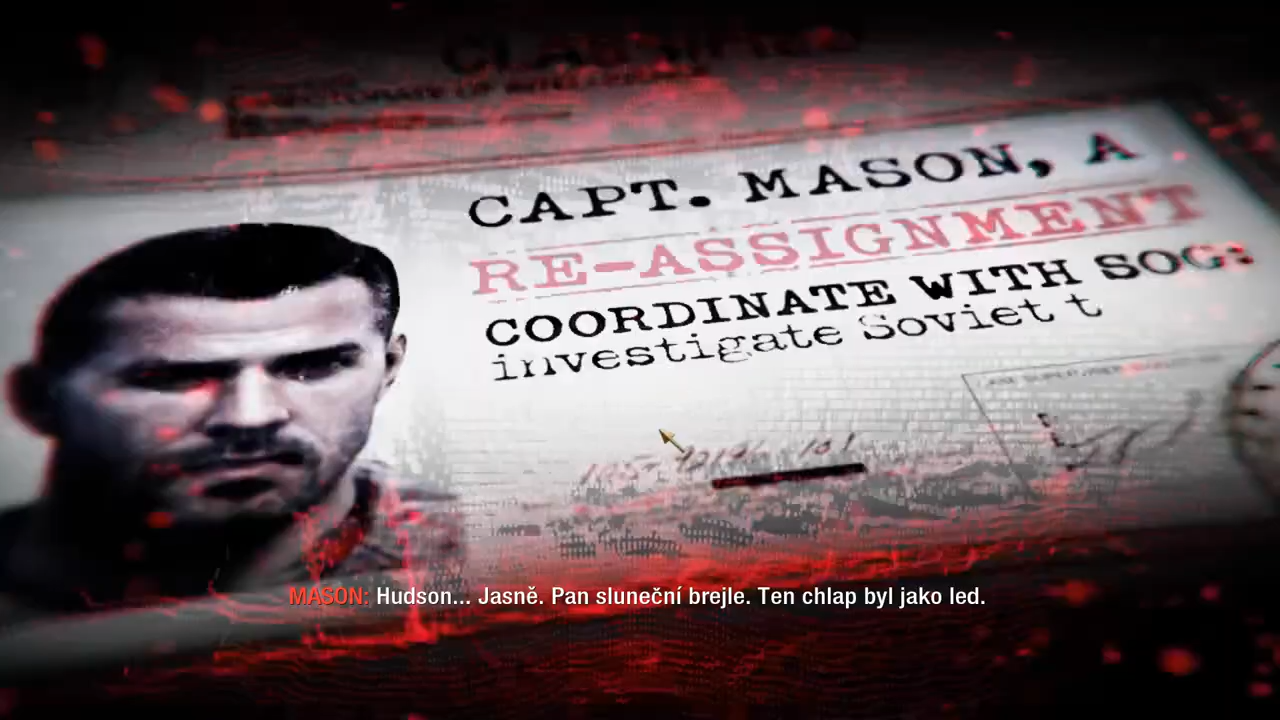 CLASSIFIED
CAPT. MASON, A
RE-ASSIGNMENT
COORDINATE WITH SOG:
investigate Soviet t
MASON: Hudson... Jasně. Pan sluneční brejle. Ten chlap byl jako led.